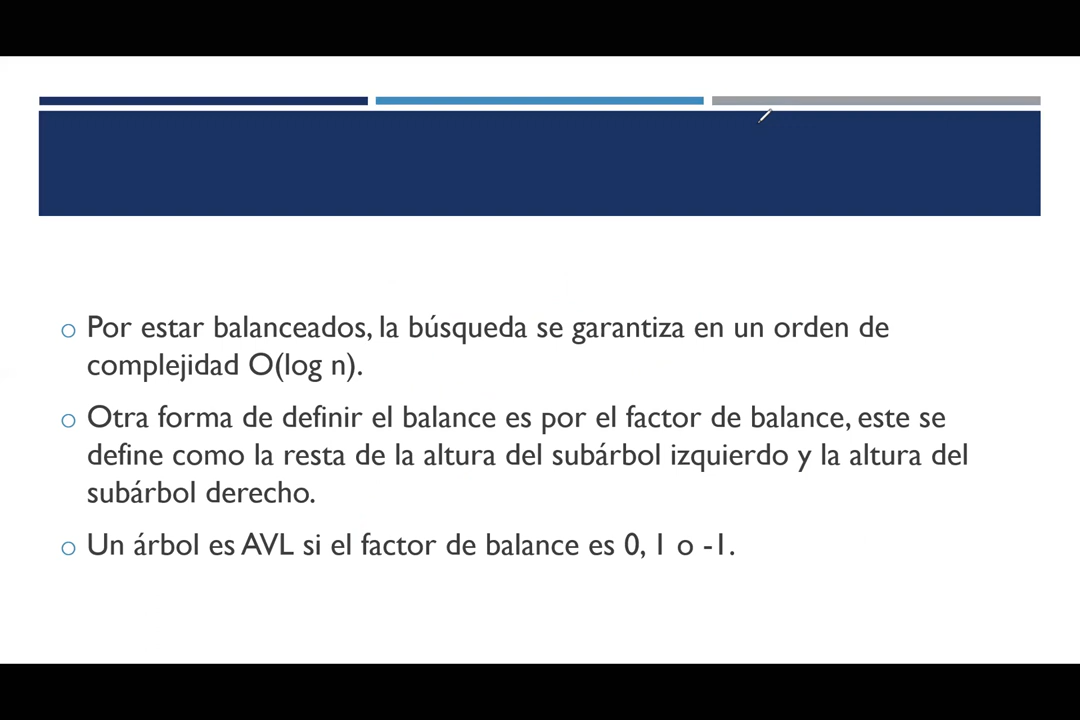 Por estar balanceados, la búsqueda se garantiza en un orden de
complejidad O(log n).
Otra forma de definir el balance es por el factor de balance, este se
define como la resta de la altura del subárbol izquierdo y la altura del
subárbol derecho.
Un árbol es AVL si el factor de balance es 0, 1 o -1.